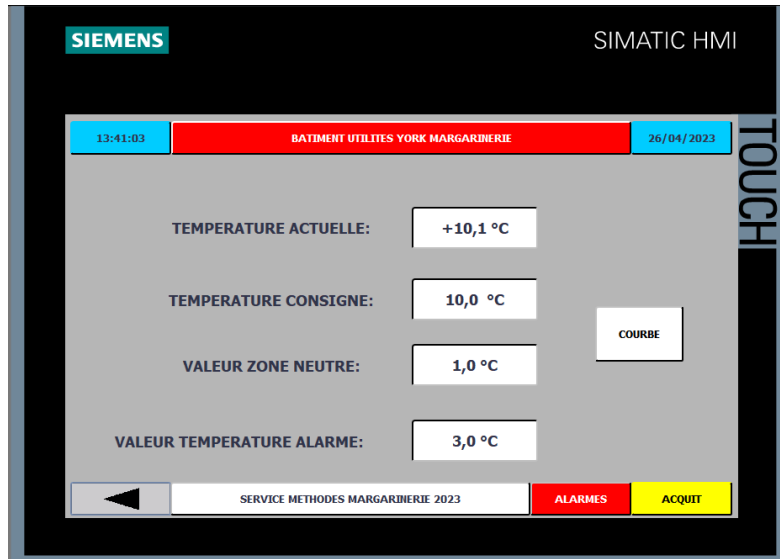 SIEMENS
SIMATIC HMI
TOUCH
13:41:03
BATIMENT UTILITES YORK MARGARINERIE
26/04/2023
TEMPERATURE ACTUELLE:
+10,1 °C
TEMPERATURE CONSIGNE:
10,0 °C
COURBE
VALEUR ZONE NEUTRE:
1,0 °C
VALEUR TEMPERATURE ALARME:
3,0 °C
SERVICE METHODES MARGARINERIE 2023
ALARMES
ACQUIT